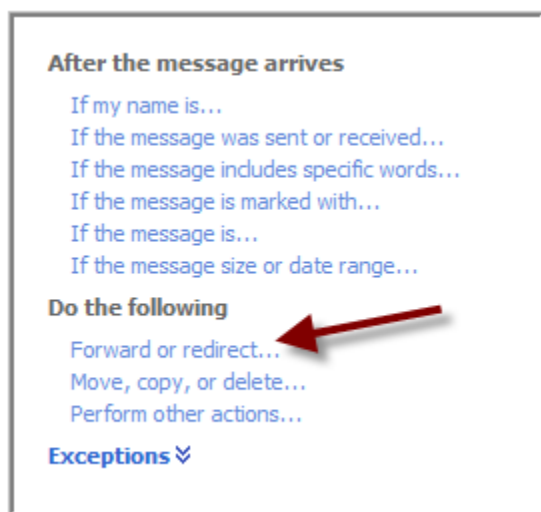 After the message arrives
If my name is...
If the message was sent or received...
If the message includes specific words...
If the message is marked with...
If the message is...
If the message size or date range...
Do the following
Forward or redirect...
Move, copy, or delete...
Perform other actions...
Exceptions